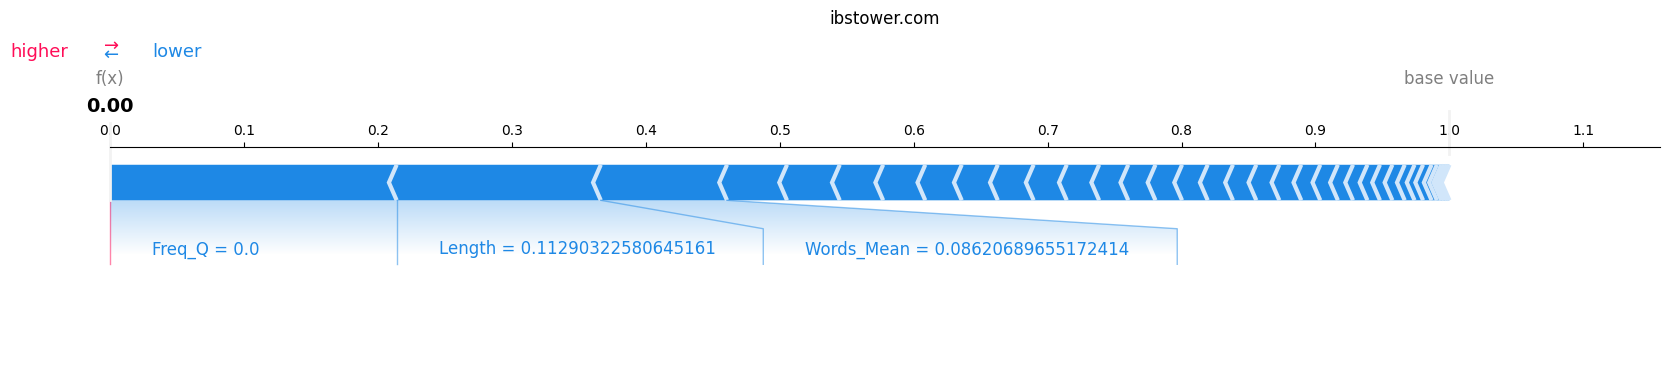 ibstower.com
higher ⇄ lower
f(x)
base value
0.00
0.0 0.1 0.2 0.3 0.4 0.5 0.6 0.7 0.8 0.9 1.0 1.1
Freq_Q = 0.0
Length = 0.11290322580645161
Words_Mean = 0.08620689655172414